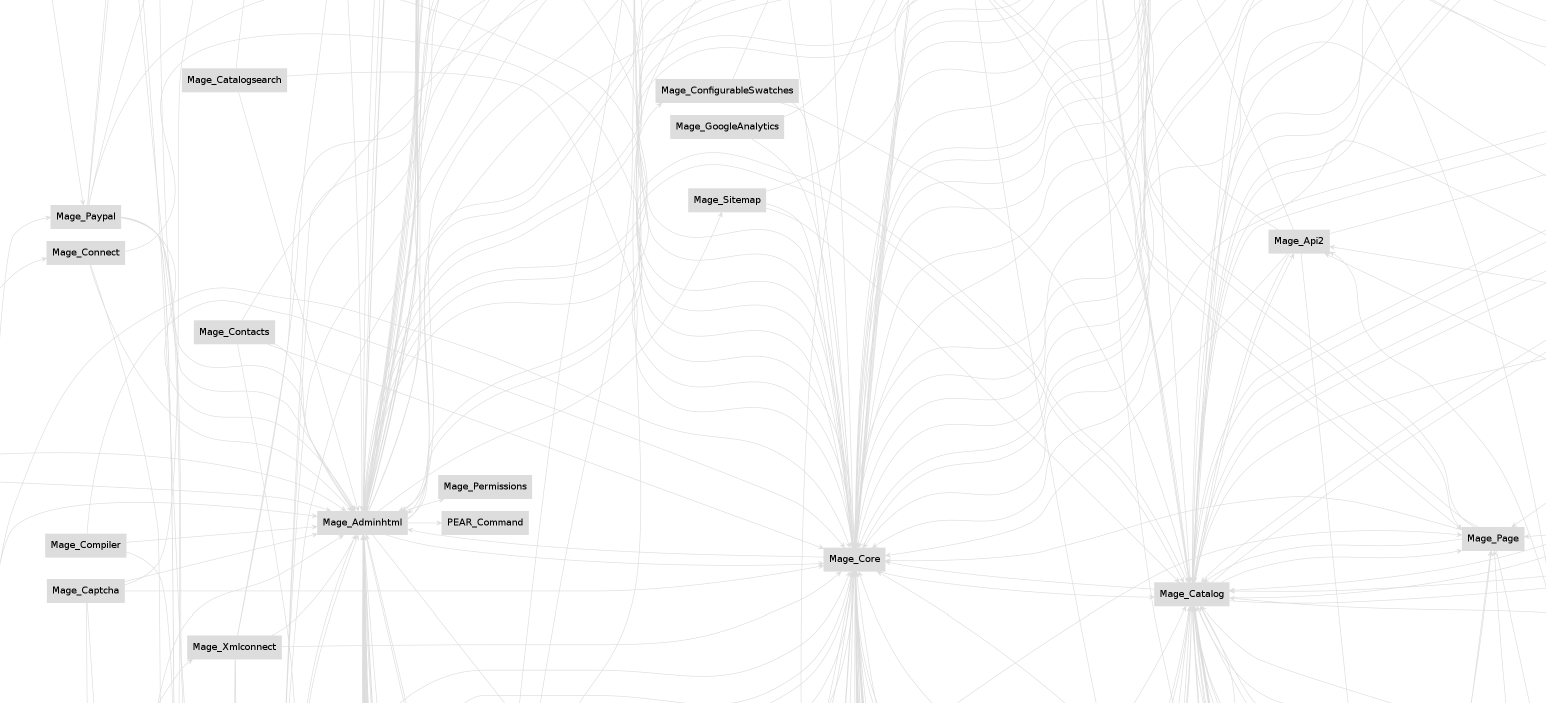 Mage_Catalogsearch
Mage_ConfigurableSwatches
Mage_GoogleAnalytics
Mage_Sitemap
Mage_Paypal
Mage_Api2
Mage_Connect
Mage_Contacts
Mage_Permissions
Mage_Adminhtml
PEAR_Command
Mage_Page
Mage_Compiler
Mage_Core
Mage_Captcha
Mage_Catalog
Mage_Xmlconnect